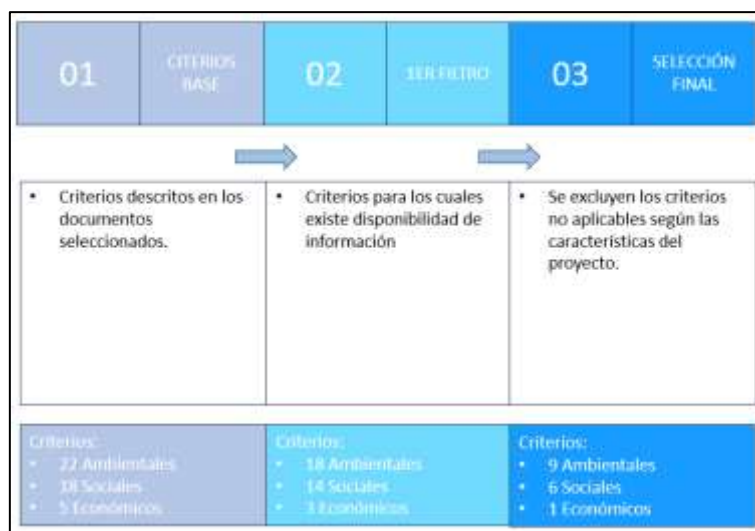 01
CRITERIOS
BASE
02
1ER FILTRO
03
SELECCIÓN
FINAL
• Criterios descritos en los
documentos
seleccionados.
• Criterios para los cuales
existe disponibilidad de
información
• Se excluyen los criterios
no aplicables según las
características del
proyecto.
Criterios:
• 22 Ambientales
• 18 Sociales
• 5 Económicos
Criterios:
• 18 Ambientales
• 14 Sociales
• 3 Económicos
Criterios:
• 9 Ambientales
• 6 Sociales
• 1 Económicos